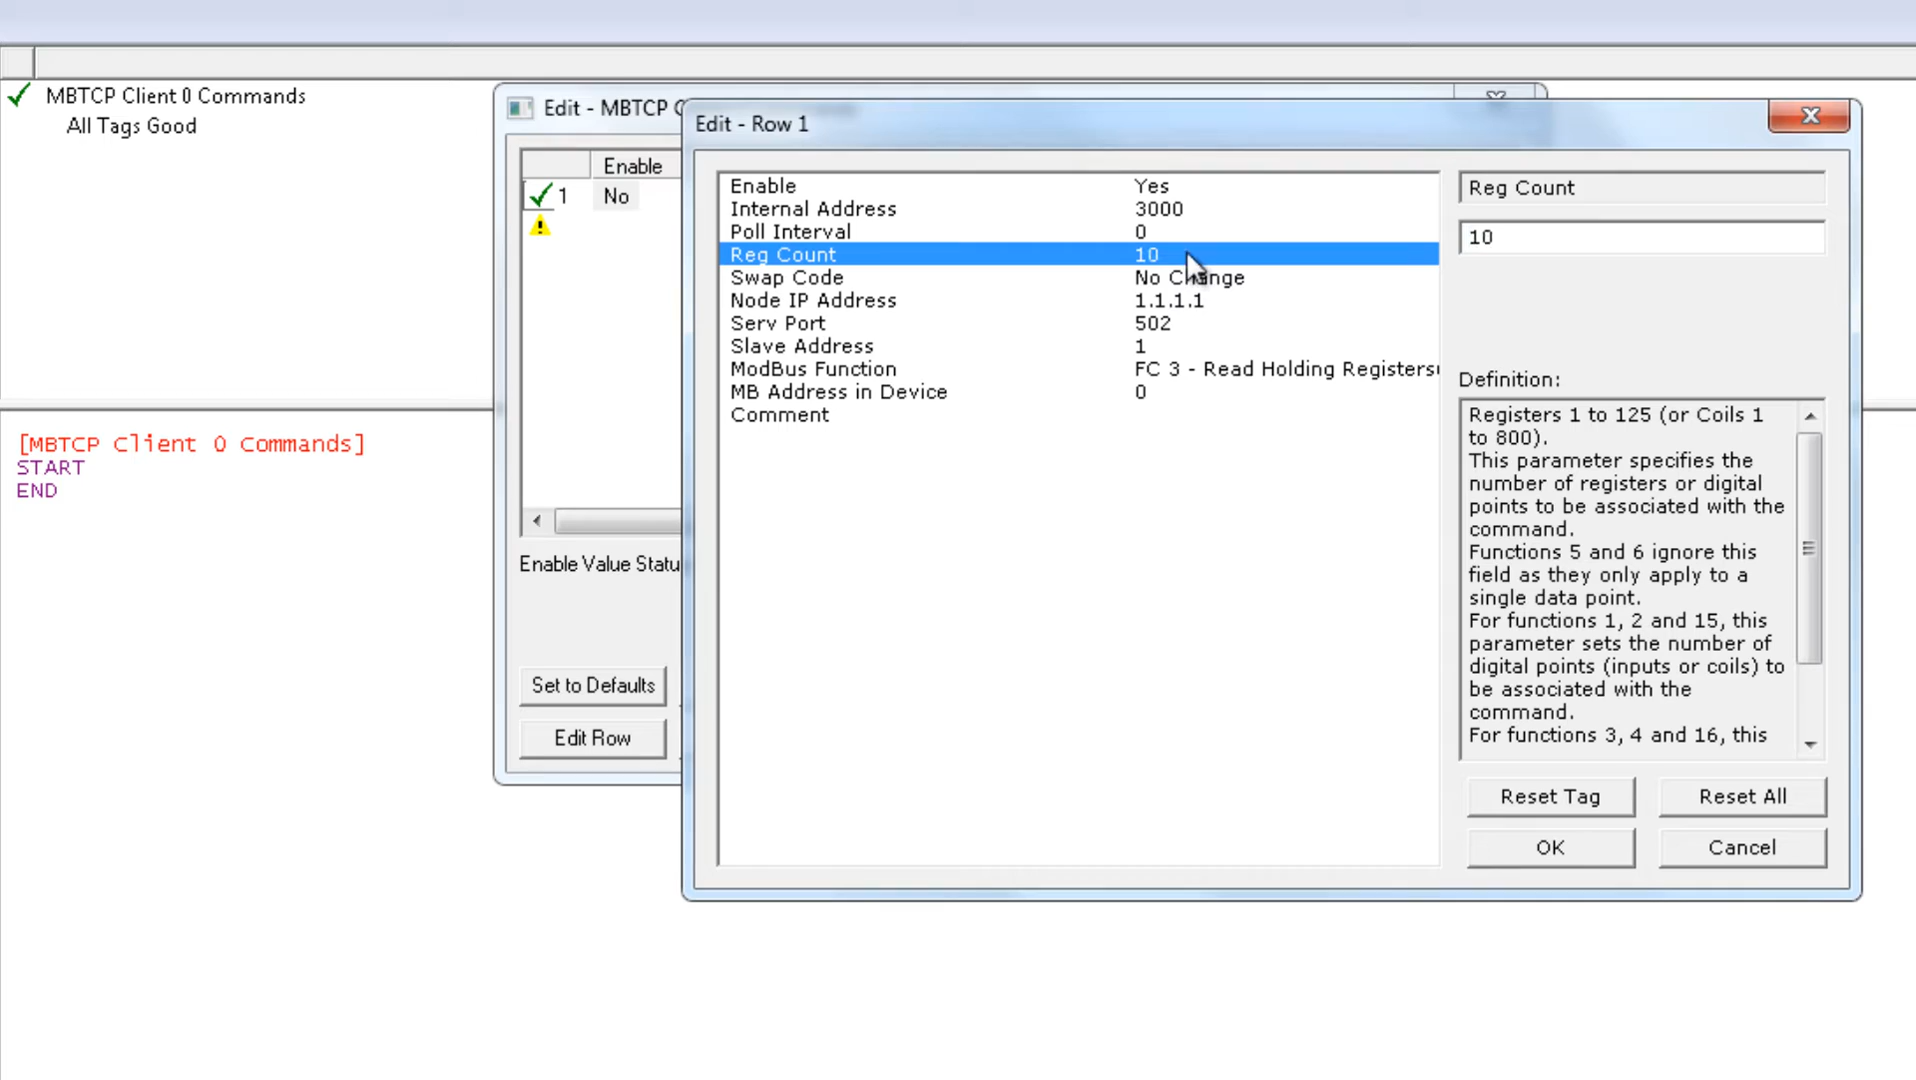 MBTCP Client 0 Commands
All Tags Good
[MBTCP Client 0 Commands]
START
END
Edit - MBTCP
Enable
1 No
Enable Value Statu
Set to Defaults
Edit Row
Edit - Row 1
Enable Yes
Internal Address 3000
Poll Interval 0
Reg Count 10
Swap Code No Change
Node IP Address 1.1.1.1
Serv Port 502
Slave Address 1
ModBus Function FC 3 - Read Holding Registers(
MB Address in Device 0
Comment
Reg Count
10
Definition:
Registers 1 to 125 (or Coils 1
to 800).
This parameter specifies the
number of registers or digital
points to be associated with the
command.
Functions 5 and 6 ignore this
field as they only apply to a
single data point.
For functions 1, 2 and 15, this
parameter sets the number of
digital points (inputs or coils) to
be associated with the
command.
For functions 3, 4 and 16, this
Reset Tag
Reset All
OK
Cancel